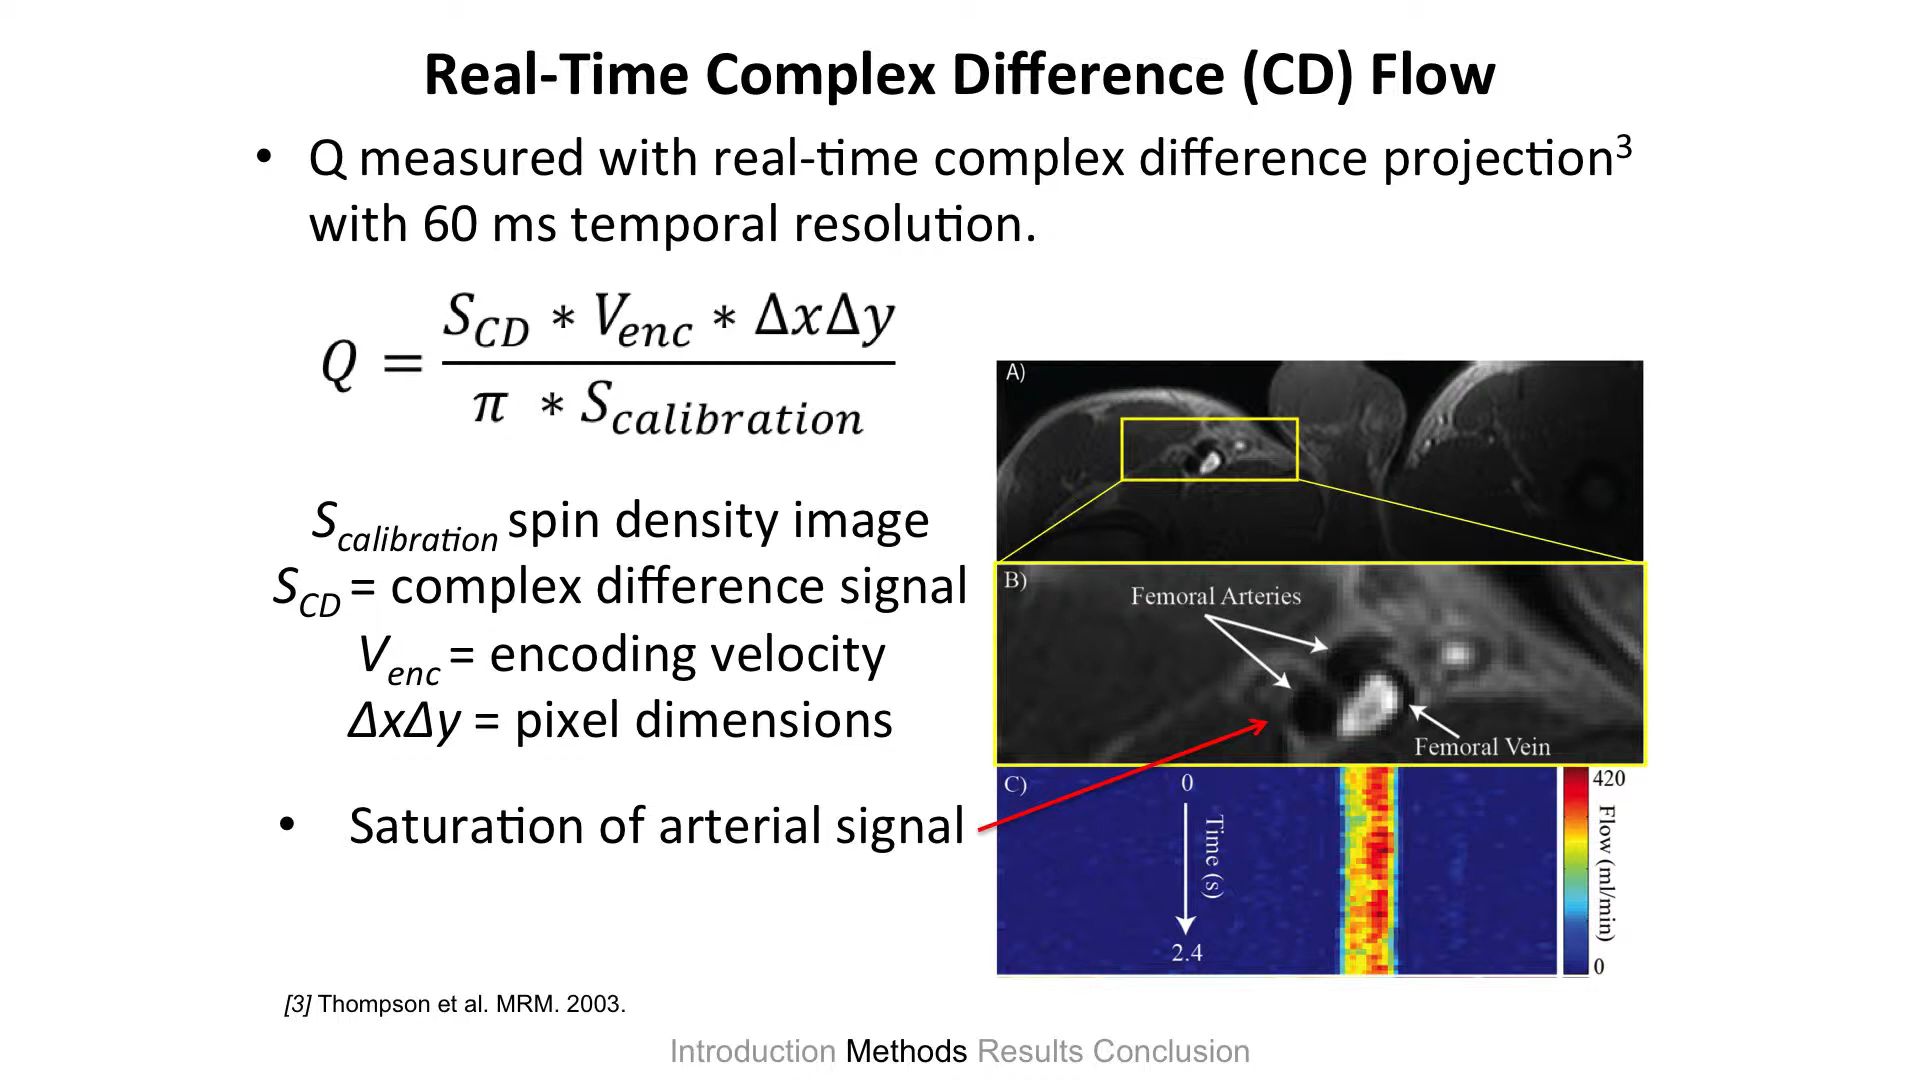 Real-Time Complex Difference (CD) Flow
• Q measured with real-time complex difference projection³
with 60 ms temporal resolution.
Q = (S_CD * V_enc * ΔxΔy) / (π * S_calibration)
S_calibration spin density image
S_CD = complex difference signal
V_enc = encoding velocity
ΔxΔy = pixel dimensions
• Saturation of arterial signal
A)
B)
Femoral Arteries
Femoral Vein
C)
0
Time (s)
2.4
420
Flow (ml/min)
0
[3] Thompson et al. MRM. 2003.
Introduction Methods Results Conclusion